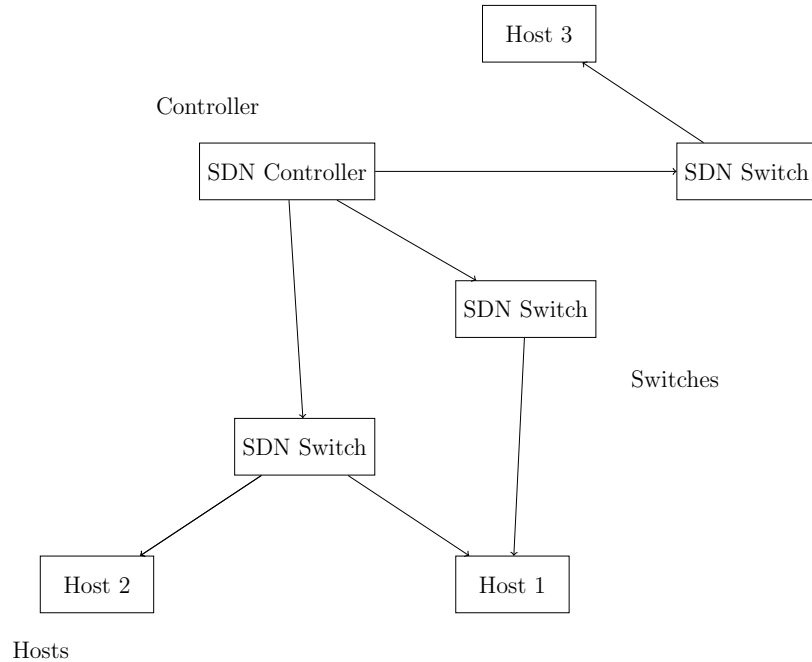 Host 3
Controller
SDN Controller
SDN Switch
SDN Switch
Switches
SDN Switch
Host 2
Host 1
Hosts